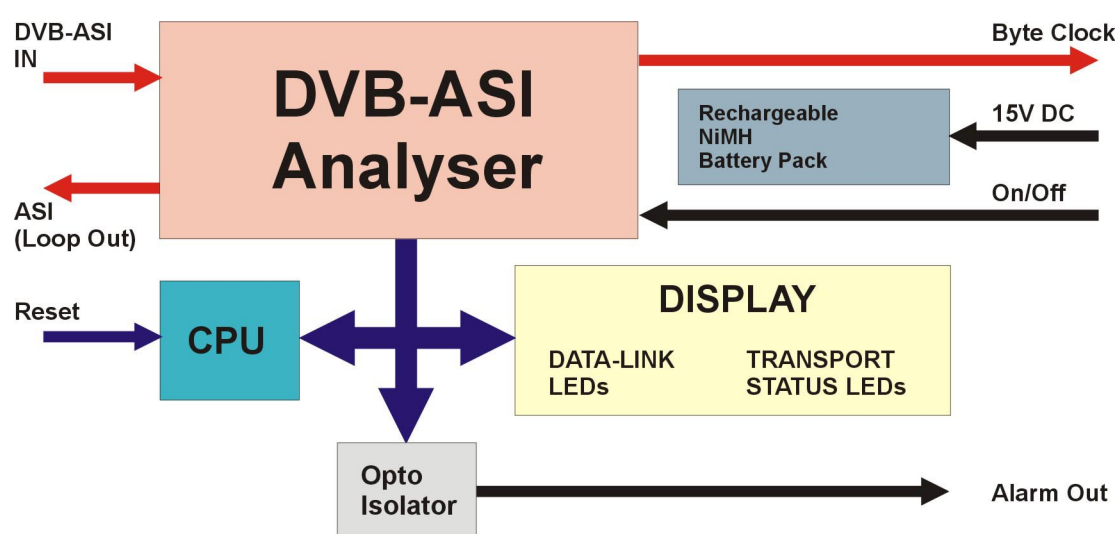 DVB-ASI
IN
DVB-ASI
Analyser
Byte Clock
Rechargeable
NiMH
Battery Pack
15V DC
On/Off
ASI
(Loop Out)
Reset
CPU
DISPLAY
DATA-LINK
LEDs
TRANSPORT
STATUS LEDs
Opto
Isolator
Alarm Out